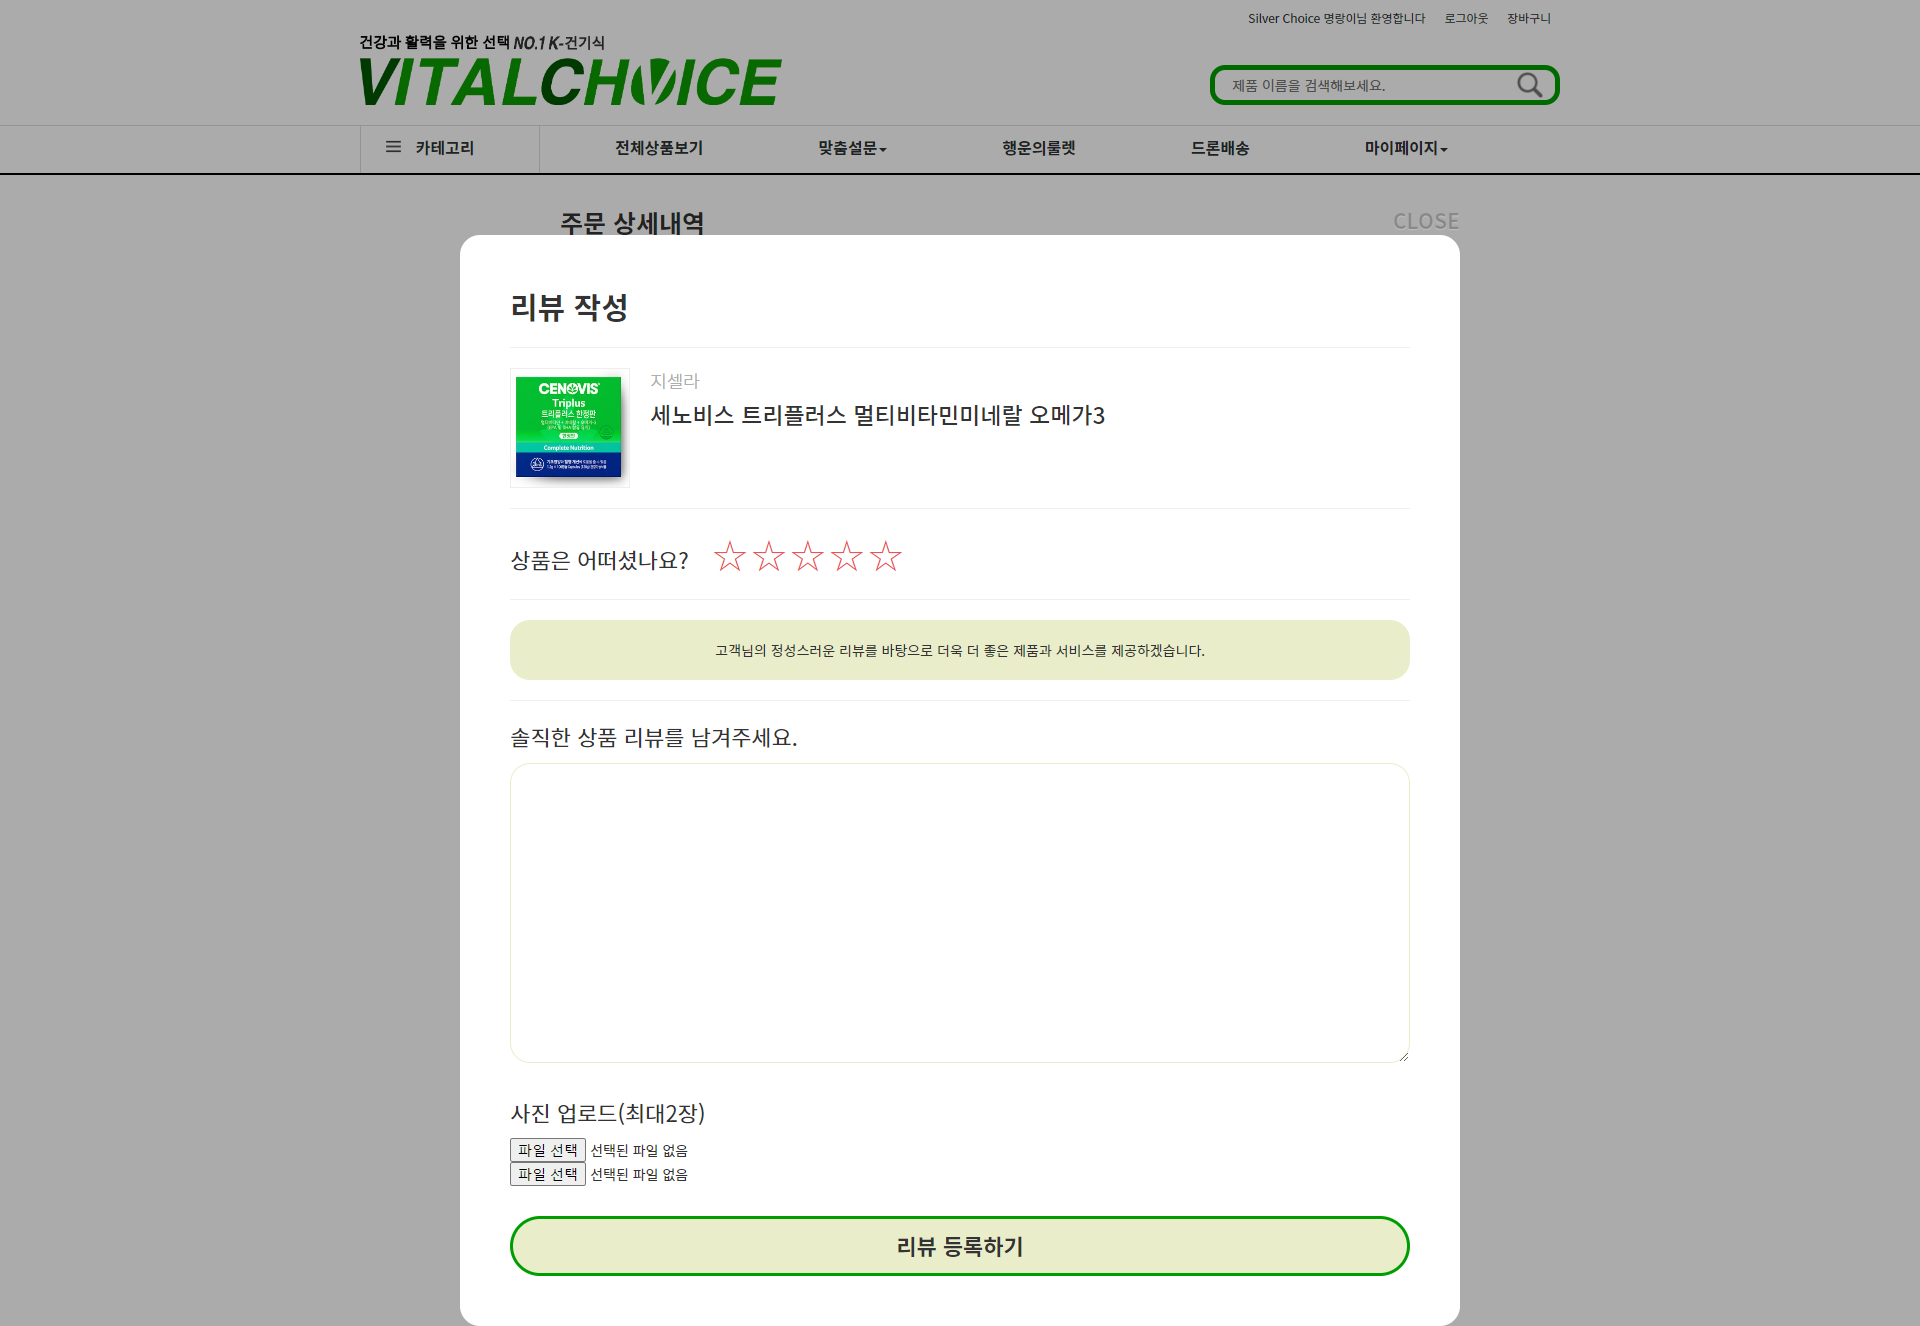 Silver Choice 명랑이님 환영합니다 로그아웃 장바구니
건강과 활력을 위한 선택 NO.1 K-건기식
VITALCHOICE
제품 이름을 검색해보세요.
카테고리 전체상품보기 맞춤설문 행운의룰렛 드론배송 마이페이지
주문 상세내역
CLOSE
리뷰 작성
CENOVIS
Triplus
트리플러스 한정판
Complete Nutrition
지셀라
세노비스 트리플러스 멀티비타민미네랄 오메가3
상품은 어떠셨나요?
고객님의 정성스러운 리뷰를 바탕으로 더욱 더 좋은 제품과 서비스를 제공하겠습니다.
솔직한 상품 리뷰를 남겨주세요.
사진 업로드(최대2장)
파일 선택 선택된 파일 없음
파일 선택 선택된 파일 없음
리뷰 등록하기